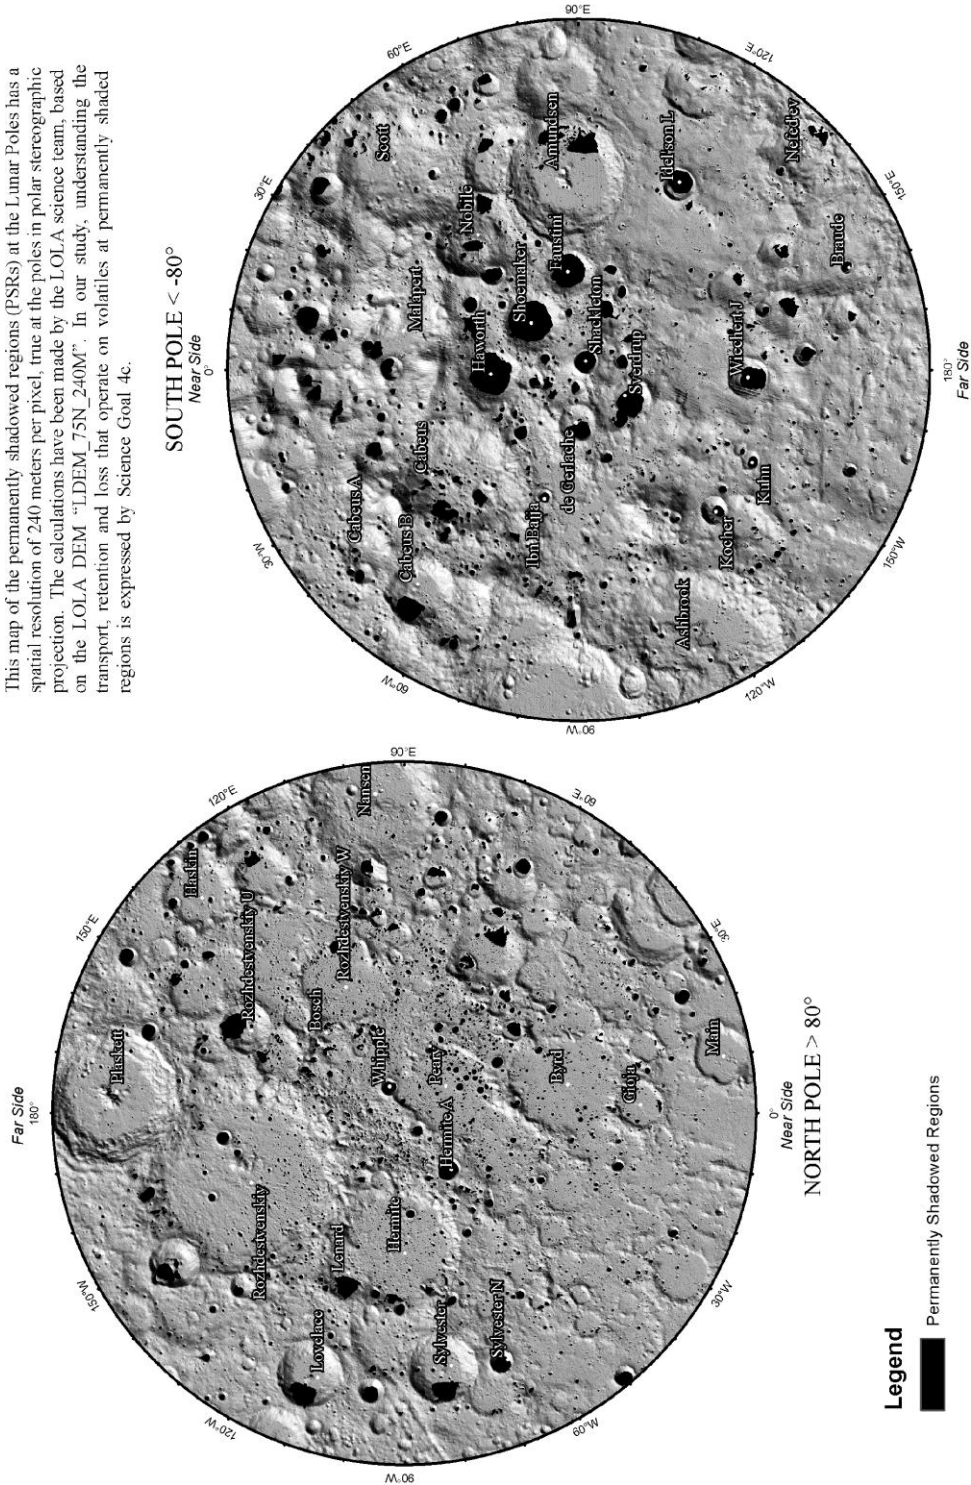 This map of the permanently shadowed regions (PSRs) at the Lunar Poles has a
spatial resolution of 240 meters per pixel, true at the poles in polar stereographic
projection. The calculations have been made by the LOLA science team, based
on the LOLA DEM “LDEM_75N_240M”. In our study, understanding the
transport, retention and loss that operate on volatiles at permanently shaded
regions is expressed by Science Goal 4c.
Far Side
180°
150°W
150°E
120°W
120°E
90°W
90°E
60°W
60°E
30°W
30°E
0°
Near Side
NORTH POLE > 80°
Plaskett
Haskin
Rozhdestvenskiy U
Rozhdestvenskiy
Nansen
Rozhdestvenskiy W
Bosch
Lovelace
Lenard
Whipple
Hermite
Peary
Hermite A
Sylvester
Sylvester N
Byrd
Gioja
Main
SOUTH POLE < -80°
Near Side
0°
30°W
30°E
60°W
60°E
90°W
90°E
120°W
120°E
150°W
150°E
180°
Far Side
Scott
Cabeus A
Cabeus B
Cabeus
Malapert
Nobile
Haworth
Shoemaker
Amundsen
Faustini
Ibn Bajja
de Gerlache
Shackleton
Sverdrup
Idel'son L
Ashbrook
Kocher
Kuhn
Wiechert J
Nefed'ev
Braude
Legend
Permanently Shadowed Regions